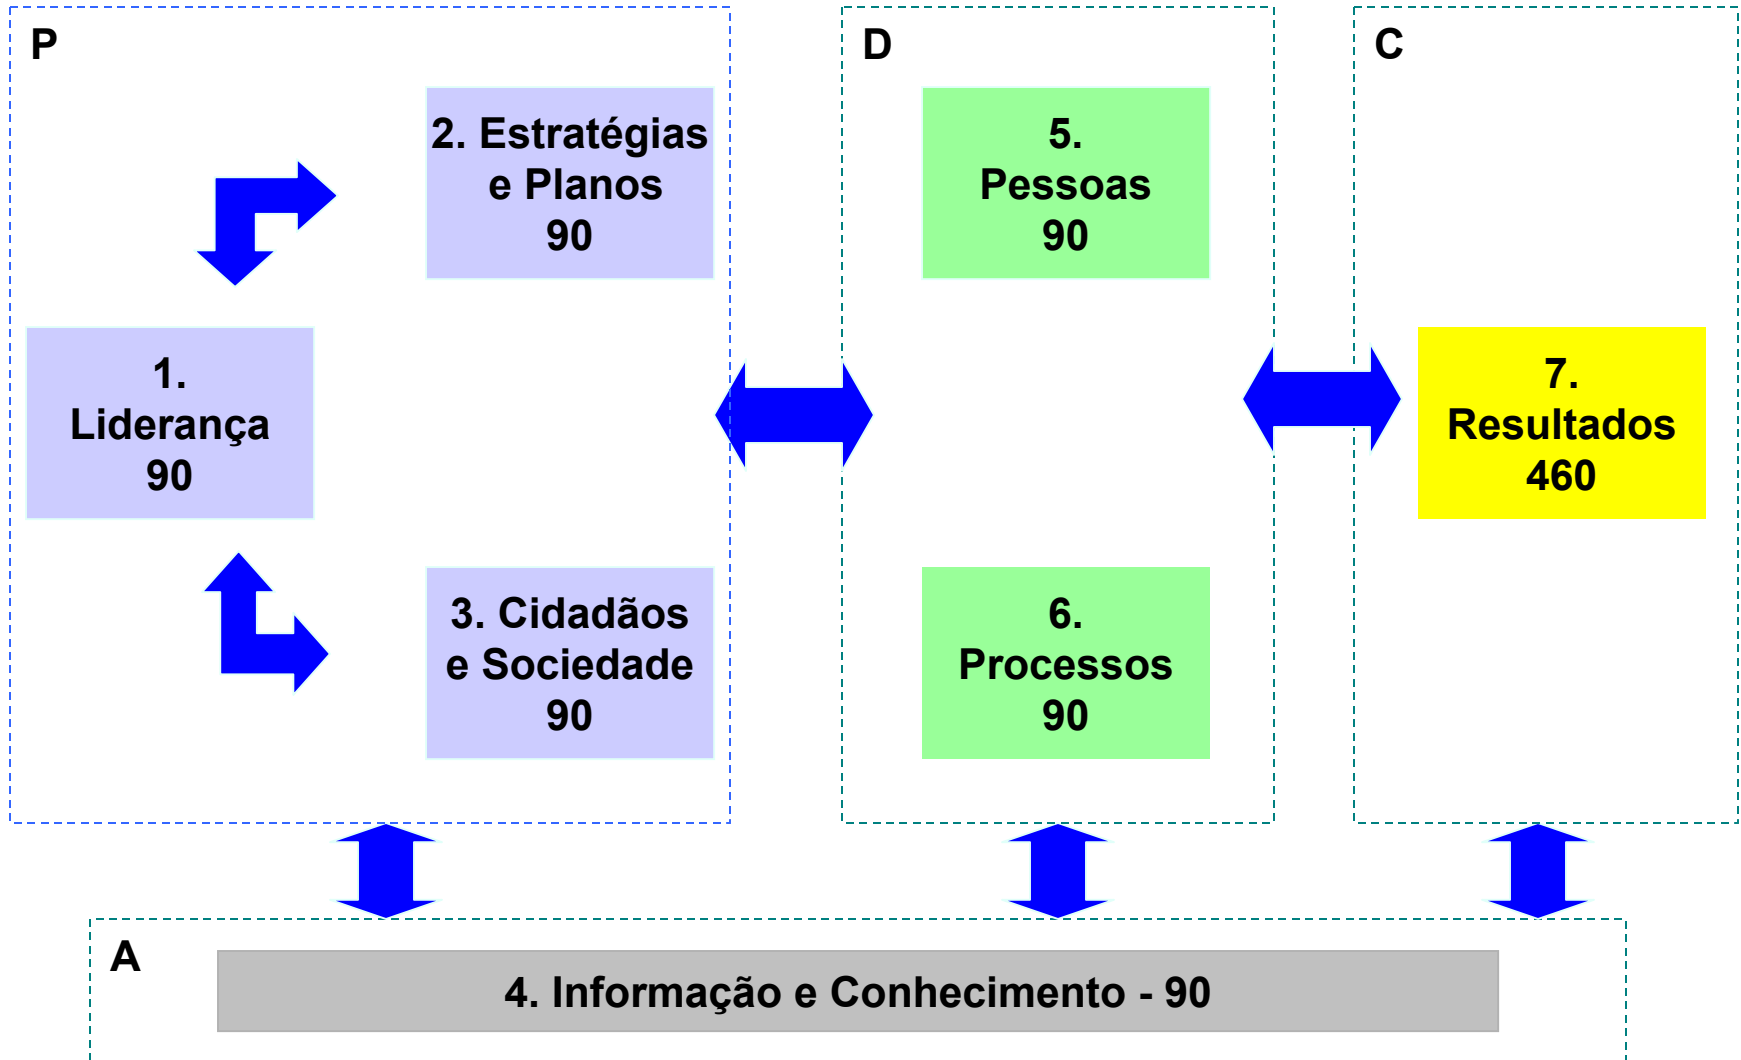 P
2. Estratégias
e Planos
90
1.
Liderança
90
3. Cidadãos
e Sociedade
90
D
5.
Pessoas
90
6.
Processos
90
C
7.
Resultados
460
A
4. Informação e Conhecimento - 90